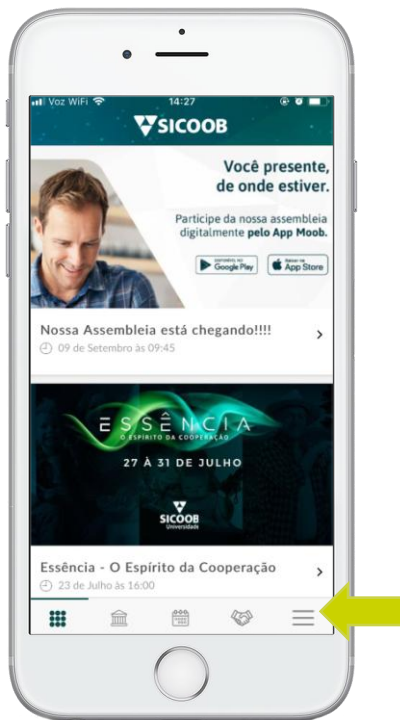 Voz WiFi 14:27
SICOOB
Você presente,
de onde estiver.
Participe da nossa assembleia
digitalmente pelo App Moob.
Google Play App Store
Nossa Assembleia está chegando!!!!
09 de Setembro às 09:45
ESSÊNCIA
O ESPÍRITO DA COOPERAÇÃO
27 À 31 DE JULHO
SICOOB
Universidade
Essência - O Espírito da Cooperação
23 de Julho às 16:00